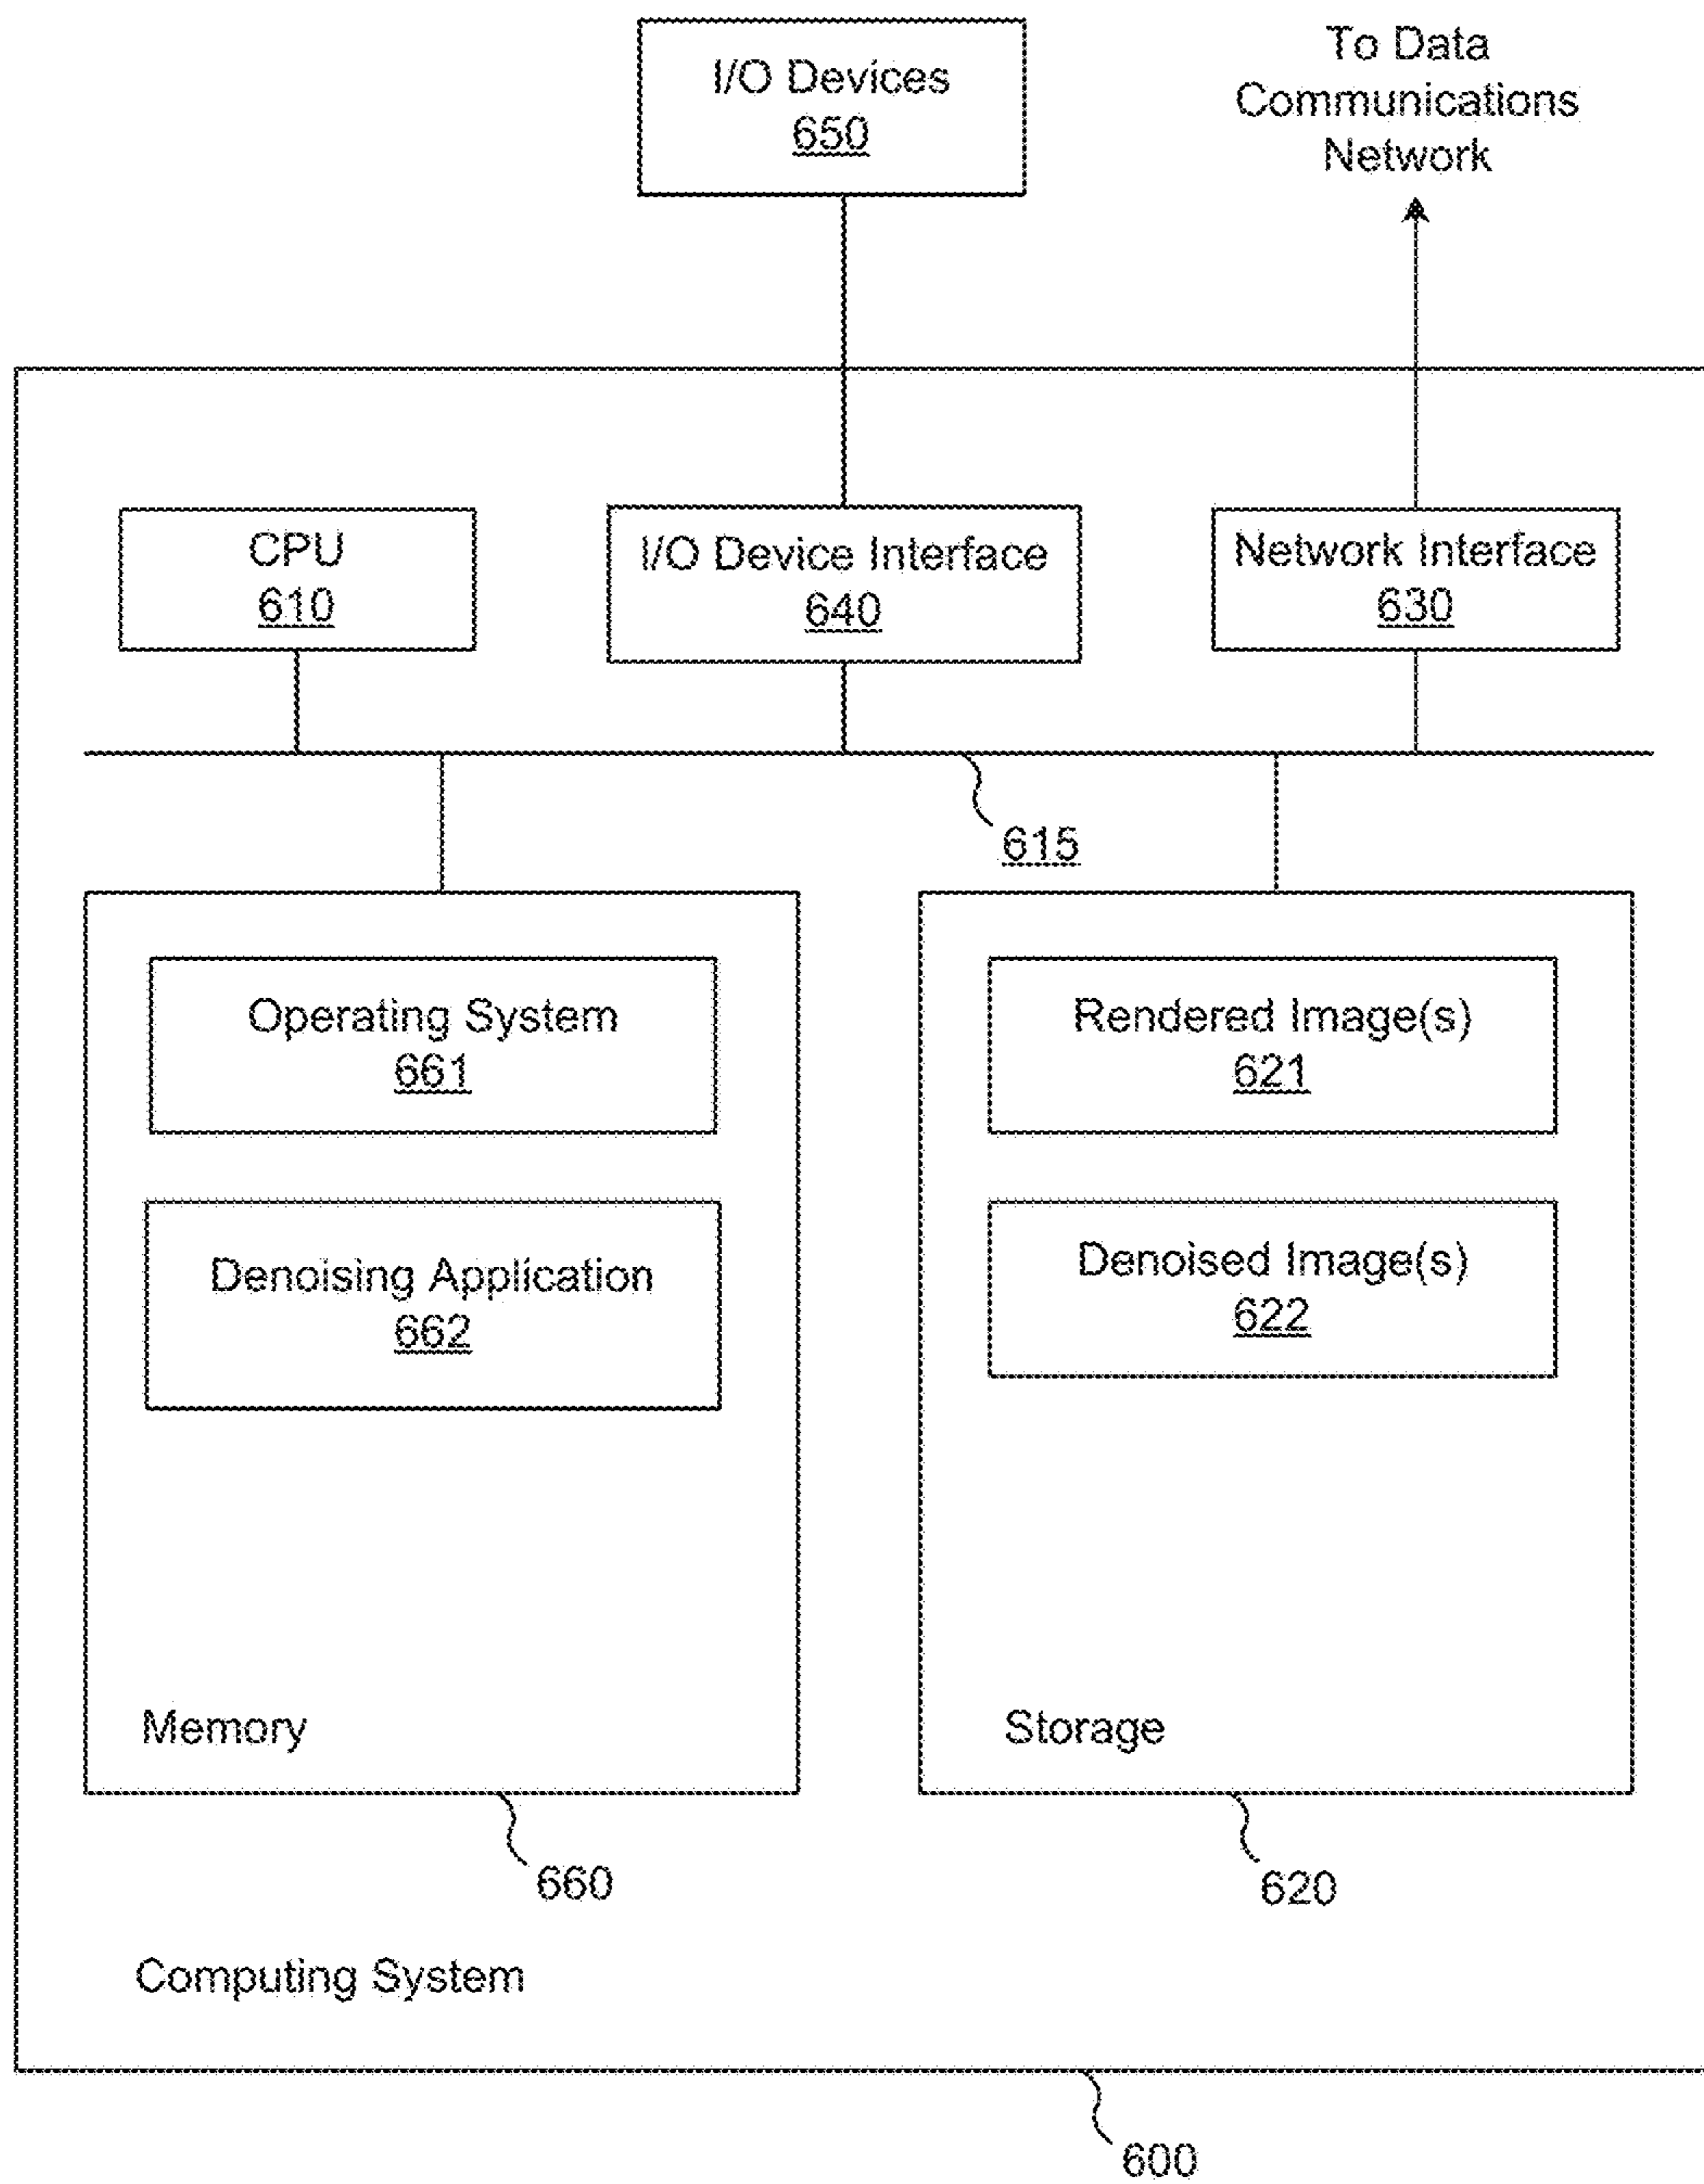 I/O Devices
650
To Data
Communications
Network
CPU
610
I/O Device Interface
640
Network Interface
630
615
Operating System
661
Denoising Application
662
Memory
660
Rendered Image(s)
621
Denoised Image(s)
622
Storage
620
Computing System
600